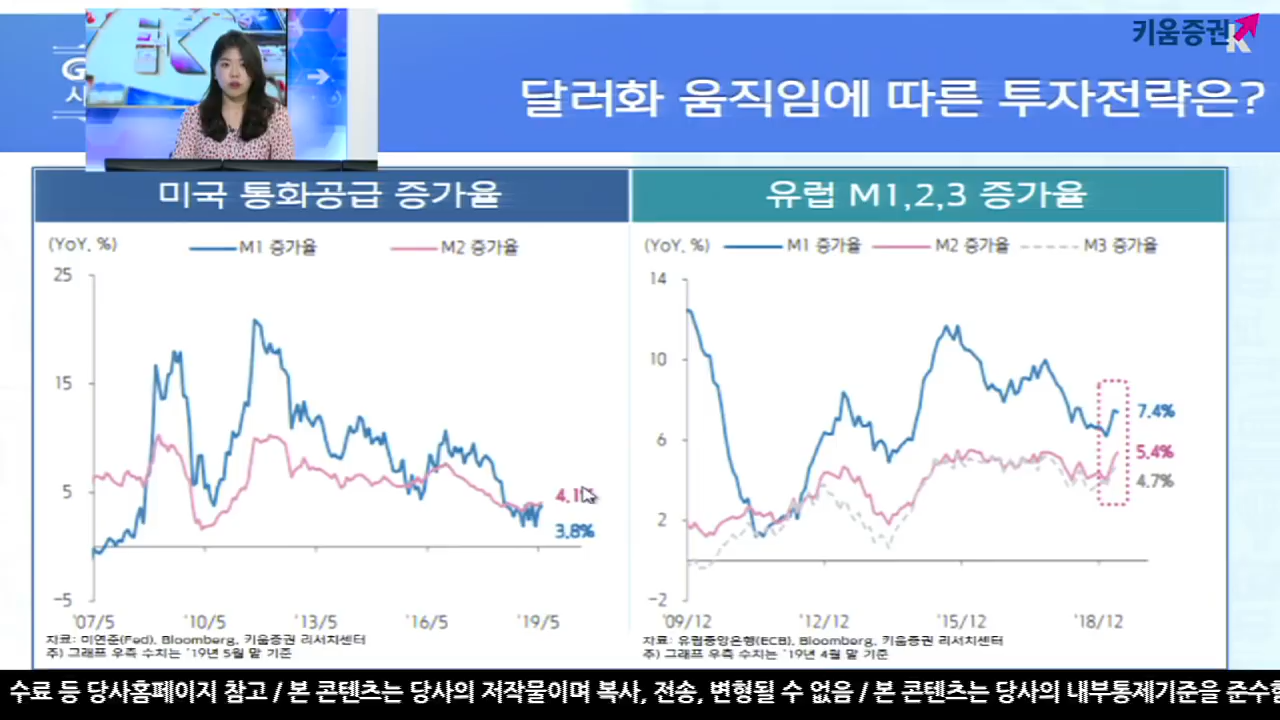 키움증권
달러화 움직임에 따른 투자전략은?
미국 통화공급 증가율
(YoY, %)
M1 증가율
M2 증가율
25
15
5
-5
4.1
3.8%
'07/5
'10/5
'13/5
'16/5
'19/5
자료: 미연준(Fed), Bloomberg, 키움증권 리서치센터
주) 그래프 우측 수치는 '19년 5월 말 기준
유럽 M1,2,3 증가율
(YoY, %)
M1 증가율
M2 증가율
M3 증가율
14
10
6
2
-2
7.4%
5.4%
4.7%
'09/12
'12/12
'15/12
'18/12
자료: 유럽중앙은행(ECB), Bloomberg, 키움증권 리서치센터
주) 그래프 우측 수치는 '19년 4월 말 기준
수료 등 당사홈페이지 참고 / 본 콘텐츠는 당사의 저작물이며 복사, 전송, 변형될 수 없음 / 본 콘텐츠는 당사의 내부통제기준을 준수